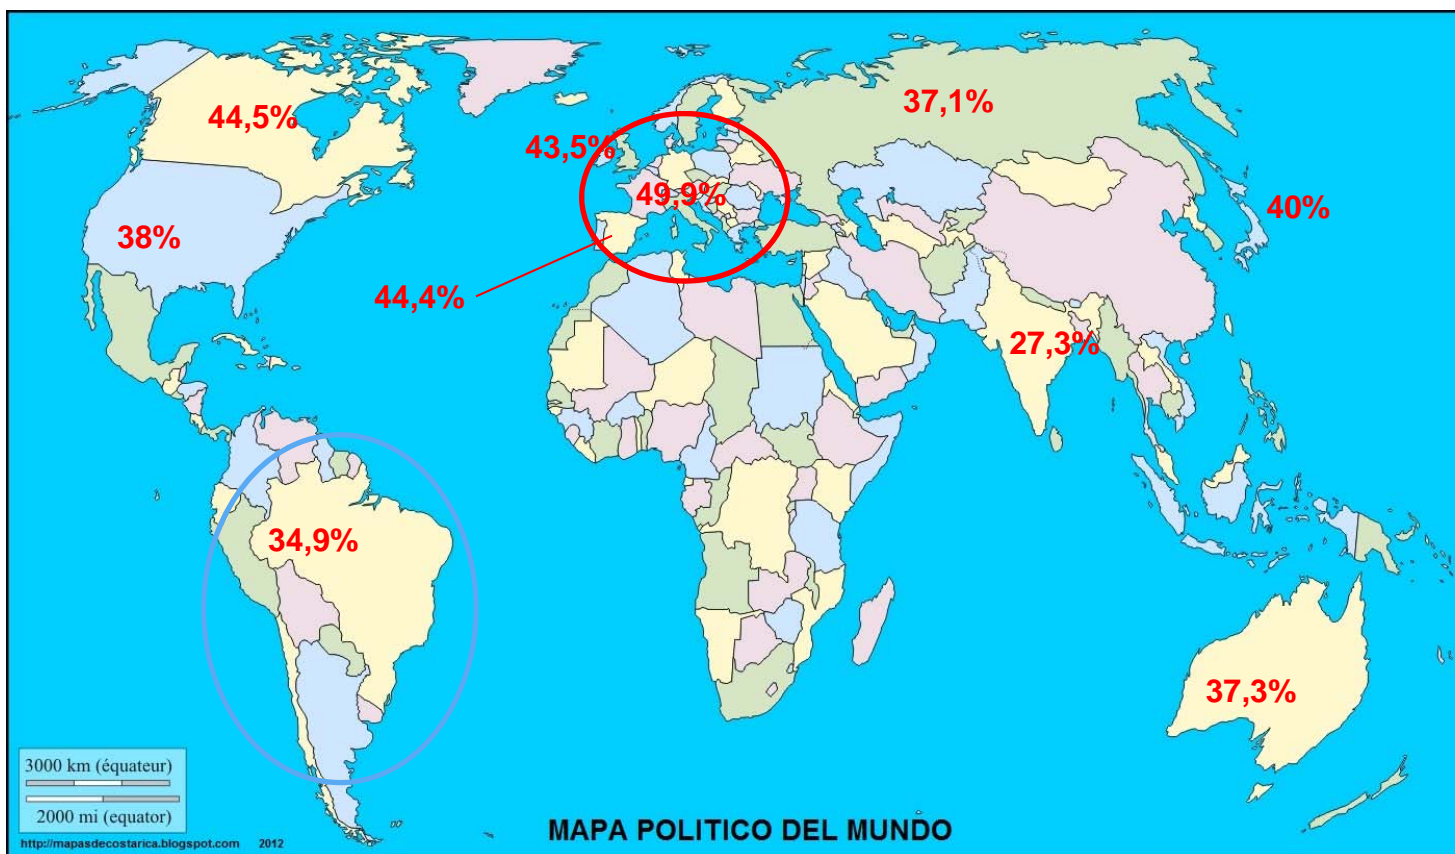 44,5%
37,1%
43,5%
49,9%
40%
38%
44,4%
27,3%
34,9%
37,3%
3000 km (équateur)
2000 mi (equator)
MAPA POLITICO DEL MUNDO
http://mapasdecostarica.blogspot.com 2012